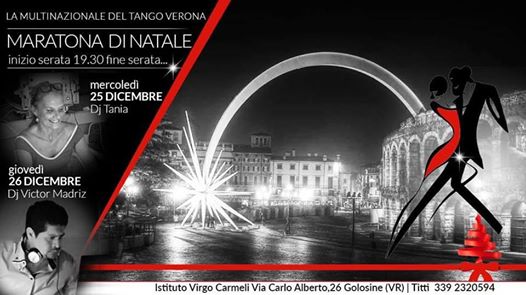 LA MULTINAZIONALE DEL TANGO VERONA
MARATONA DI NATALE
inizio serata 19.30 fine serata...
mercoledì
25 DICEMBRE
Dj Tania
giovedì
26 DICEMBRE
Dj Victor Madriz
Istituto Virgo Carmeli Via Carlo Alberto,26 Golosine (VR) | Titti 339 2320594